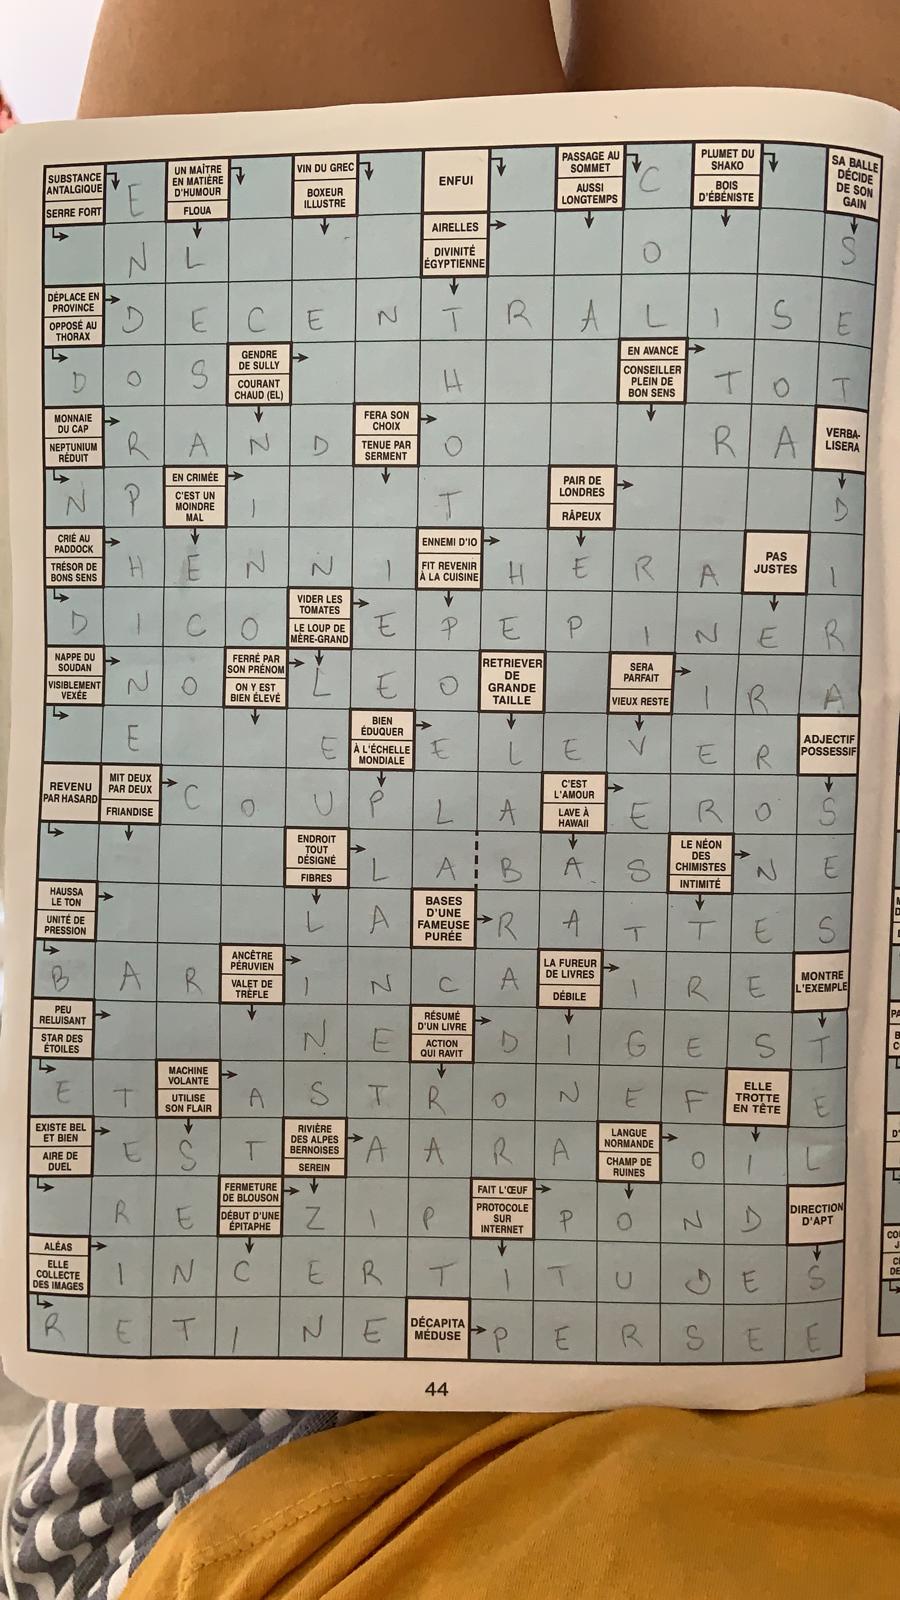 SUBSTANCE ANTALGIQUE
SERRE FORT
E
UN MAÎTRE EN MATIÈRE D'HUMOUR
FLOUA
VIN DU GREC
BOXEUR ILLUSTRE
ENFUI
PASSAGE AU SOMMET
AUSSI LONGTEMPS
C
PLUMET DU SHAKO
BOIS D'ÉBÉNISTE
SA BALLE DÉCIDE DE SON GAIN
N L
AIRELLES
DIVINITÉ ÉGYPTIENNE
O S
DÉPLACE EN PROVINCE
OPPOSÉ AU THORAX
D E C E N T R A L I S E
D O S
GENDRE DE SULLY
COURANT CHAUD (EL)
H
EN AVANCE
CONSEILLER PLEIN DE BON SENS
T O T
MONNAIE DU CAP
NEPTUNIUM RÉDUIT
R A N D
FERA SON CHOIX
TENUE PAR SERMENT
O R A
VERBA-LISERA
N P
EN CRIMÉE
C'EST UN MOINDRE MAL
I T
PAIR DE LONDRES
RÂPEUX
D
CRIÉ AU PADDOCK
TRÉSOR DE BONS SENS
H E N N I
ENNEMI D'IO
FIT REVENIR À LA CUISINE
H E R A
PAS JUSTES
I
D I C O
VIDER LES TOMATES
LE LOUP DE MÈRE-GRAND
E P E P I N E R
NAPPE DU SOUDAN
VISIBLEMENT VEXÉE
N O
FERRÉ PAR SON PRÉNOM
ON Y EST BIEN ÉLEVÉ
L E O
RETRIEVER DE GRANDE TAILLE
SERA PARFAIT
VIEUX RESTE
I R A
E E
BIEN ÉDUQUER
À L'ÉCHELLE MONDIALE
E L E V E R
ADJECTIF POSSESSIF
REVENU PAR HASARD
MIT DEUX PAR DEUX
FRIANDISE
C O U P L A
C'EST L'AMOUR
LAVE À HAWAII
E R O S
ENDROIT TOUT DÉSIGNÉ
FIBRES
L A B A S
LE NÉON DES CHIMISTES
INTIMITÉ
N E
HAUSSA LE TON
UNITÉ DE PRESSION
L A
BASES D'UNE FAMEUSE PURÉE
R A T T E S
B A R
ANCÊTRE PÉRUVIEN
VALET DE TRÈFLE
I N C A
LA FUREUR DE LIVRES
DÉBILE
I R E
MONTRE L'EXEMPLE
PEU RELUISANT
STAR DES ÉTOILES
N E
RÉSUMÉ D'UN LIVRE
ACTION QUI RAVIT
D I G E S T
E T
MACHINE VOLANTE
UTILISE SON FLAIR
A S T R O N E F
ELLE TROTTE EN TÊTE
E
EXISTE BEL ET BIEN
AIRE DE DUEL
E S T
RIVIÈRE DES ALPES BERNOISES
SEREIN
A A R A
LANGUE NORMANDE
CHAMP DE RUINES
O I L
R E
FERMETURE DE BLOUSON
DÉBUT D'UNE ÉPITAPHE
Z I P
FAIT L'ŒUF
PROTOCOLE SUR INTERNET
P O N D
DIRECTION D'APT
ALÉAS
ELLE COLLECTE DES IMAGES
I N C E R T I T U D E S
R E T I N E
DÉCAPITA MÉDUSE
P E R S E E
44